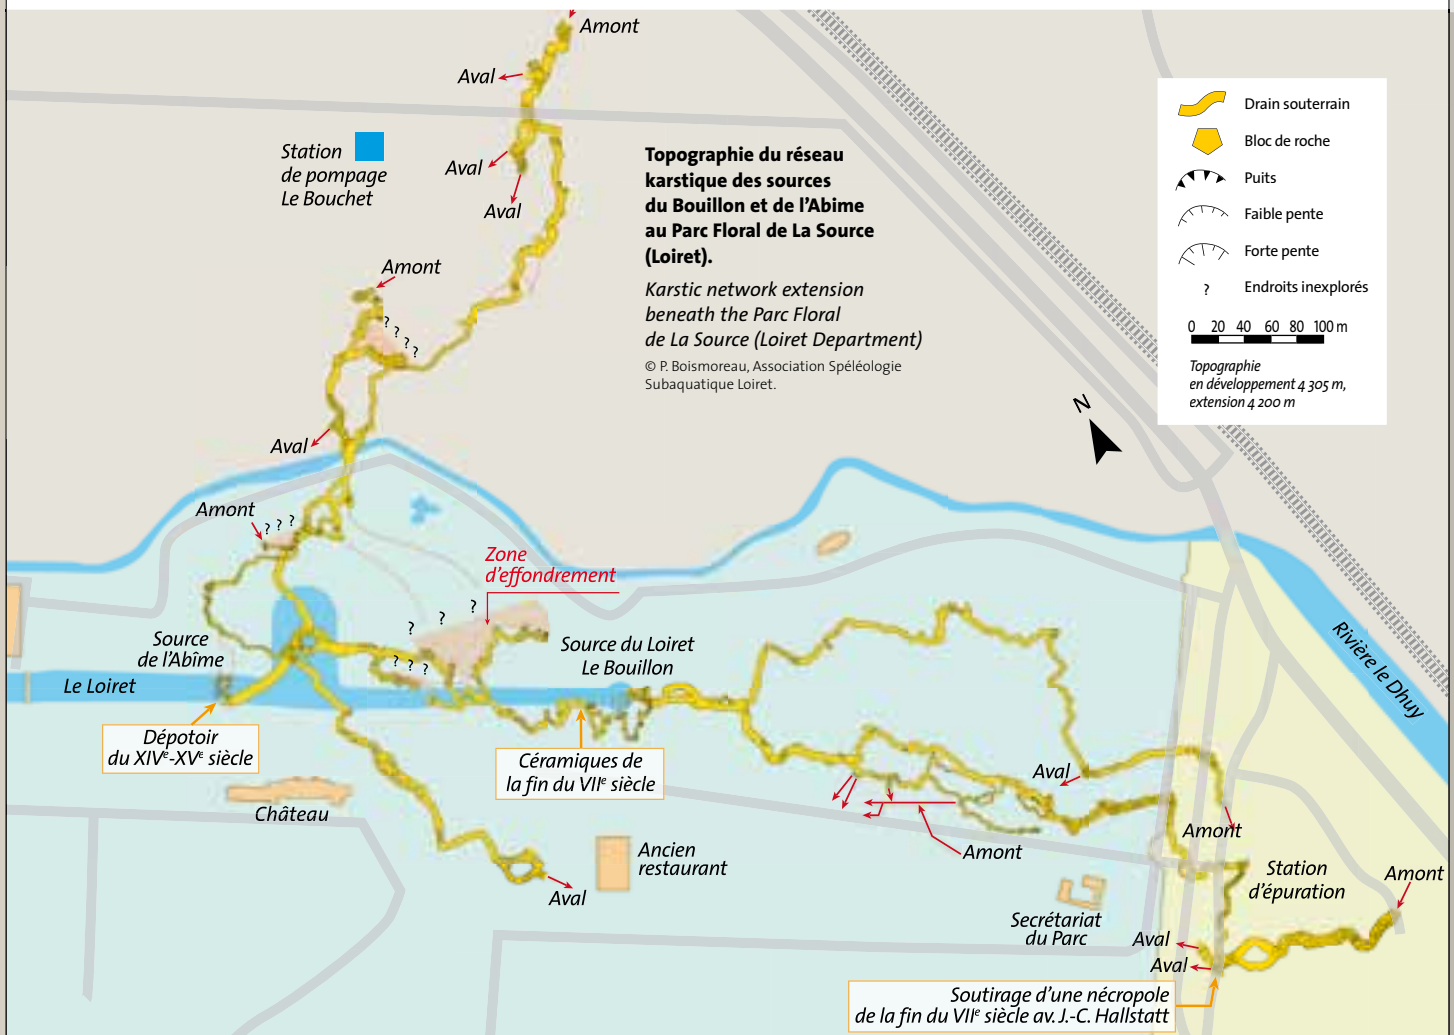 Amont
Aval
Station
de pompage
Le Bouchet
Aval
Aval
Amont
Topographie du réseau
karstique des sources
du Bouillon et de l'Abime
au Parc Floral de La Source
(Loiret).
Karstic network extension
beneath the Parc Floral
de La Source (Loiret Department)
© P. Boismoreau, Association Spéléologie
Subaquatique Loiret.
Drain souterrain
Bloc de roche
Puits
Faible pente
Forte pente
? Endroits inexplorés
0 20 40 60 80 100 m
Topographie
en développement 4 305 m,
extension 4 200 m
N
? ? ? ?
Aval
Amont
? ? ?
Zone
d'effondrement
? ? ?
? ? ?
Source
de l'Abîme
Le Loiret
Source du Loiret
Le Bouillon
Rivière le Dhuy
Dépotoir
du XIVe-XVe siècle
Céramiques de
la fin du VIIe siècle
Château
Ancien
restaurant
Aval
Aval
Amont
Amont
Station
d'épuration
Amont
Secrétariat
du Parc
Aval
Aval
Soutirage d'une nécropole
de la fin du VIIe siècle av. J.-C. Hallstatt